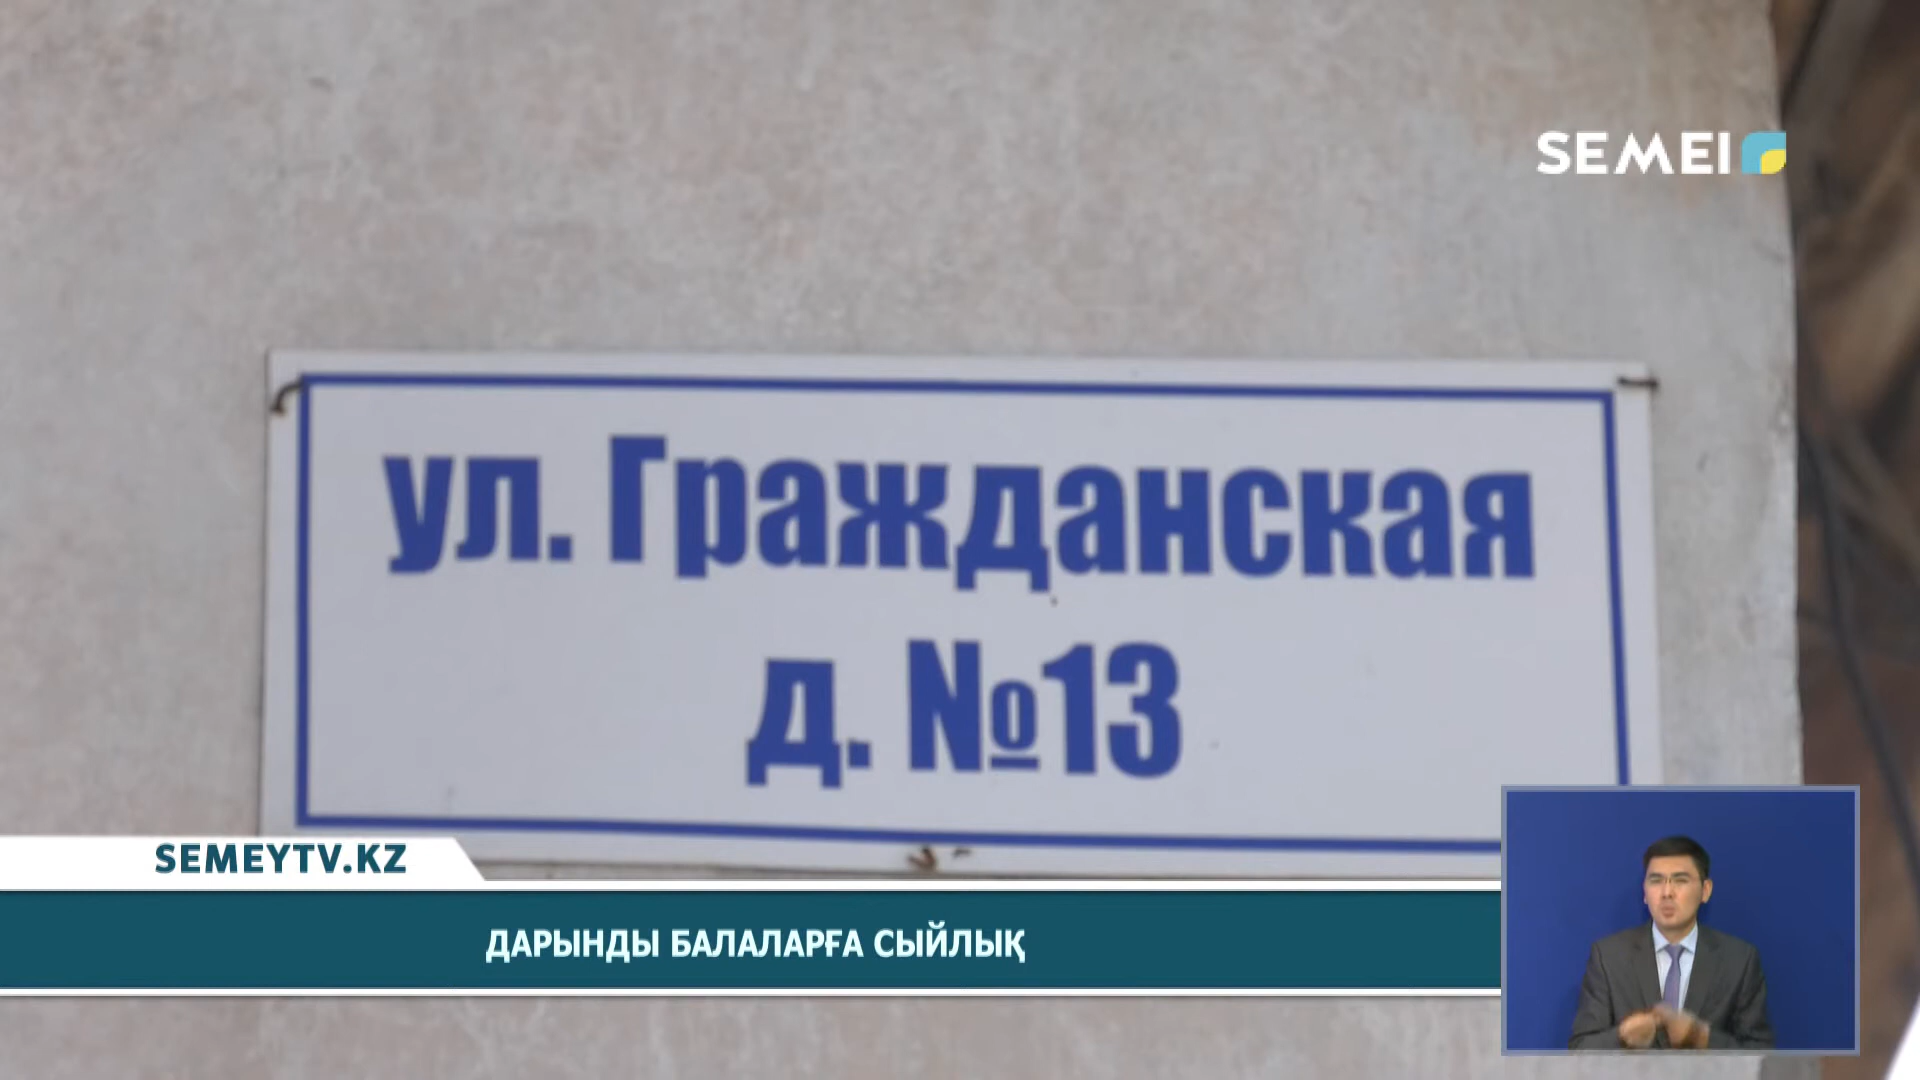 SEMEI
ул. Гражданская
д. №13
SEMEYTV.KZ
ДАРЫНДЫ БАЛАЛАРҒА СЫЙЛЫҚ